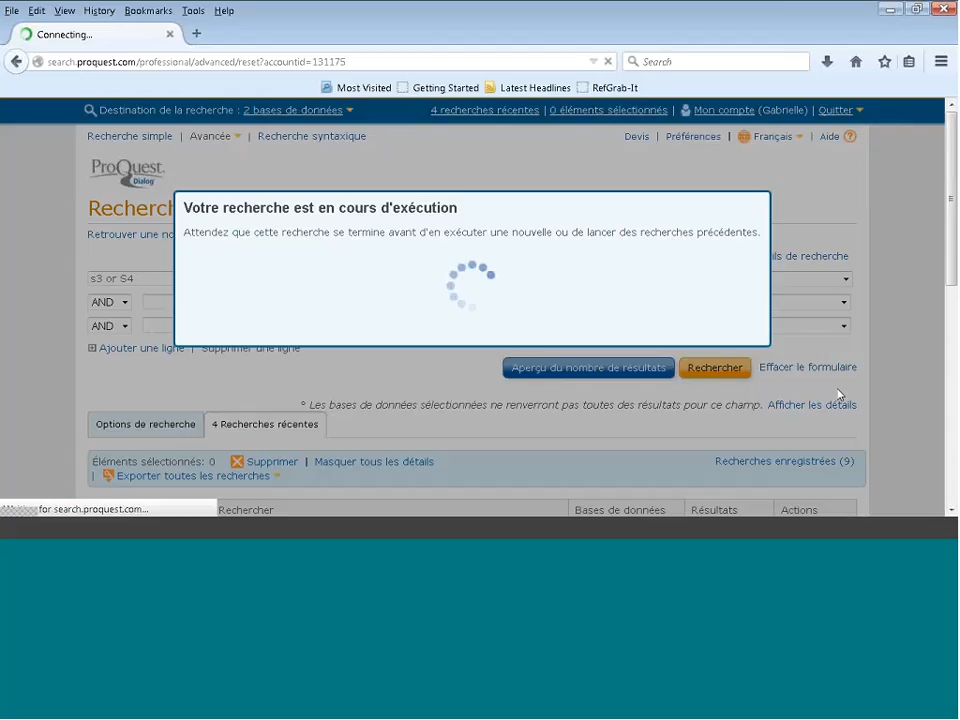 File Edit View History Bookmarks Tools Help
Connecting...
search.proquest.com/professional/advanced/reset?accountid=131175
Search
Most Visited Getting Started Latest Headlines RefGrab-It
Destination de la recherche : 2 bases de données 4 recherches récentes | 0 éléments sélectionnés | Mon compte (Gabrielle) | Quitter
Recherche simple | Avancée | Recherche syntaxique Devis | Préférences | Français | Aide
ProQuest
Dialog
Recherc
Votre recherche est en cours d'exécution
Attendez que cette recherche se termine avant d'en exécuter une nouvelle ou de lancer des recherches précédentes.
Retrouver une no
ils de recherche
s3 or S4
AND
AND
Ajouter une ligne | Supprimer une ligne
Aperçu du nombre de résultats Rechercher Effacer le formulaire
° Les bases de données sélectionnées ne renverront pas toutes des résultats pour ce champ. Afficher les détails
Options de recherche 4 Recherches récentes
Éléments sélectionnés: 0 Supprimer | Masquer tous les détails Recherches enregistrées (9)
| Exporter toutes les recherches
for search.proquest.com... Rechercher Bases de données Résultats Actions